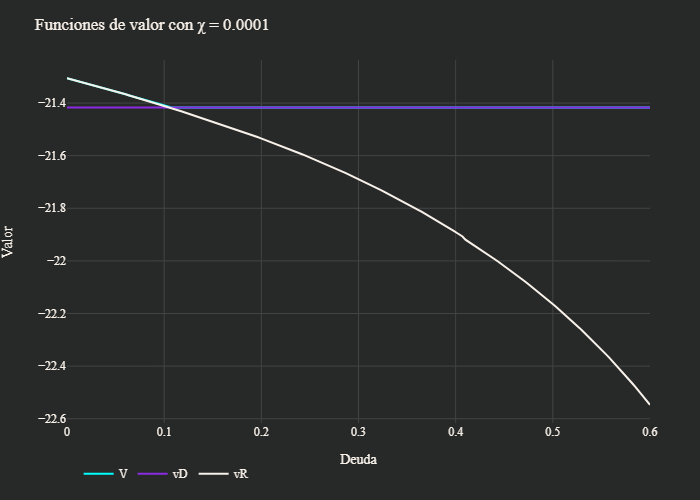 Funciones de valor con χ = 0.0001
Valor
−21.4
−21.6
−21.8
−22
−22.2
−22.4
−22.6
0 0.1 0.2 0.3 0.4 0.5 0.6
Deuda
V vD vR